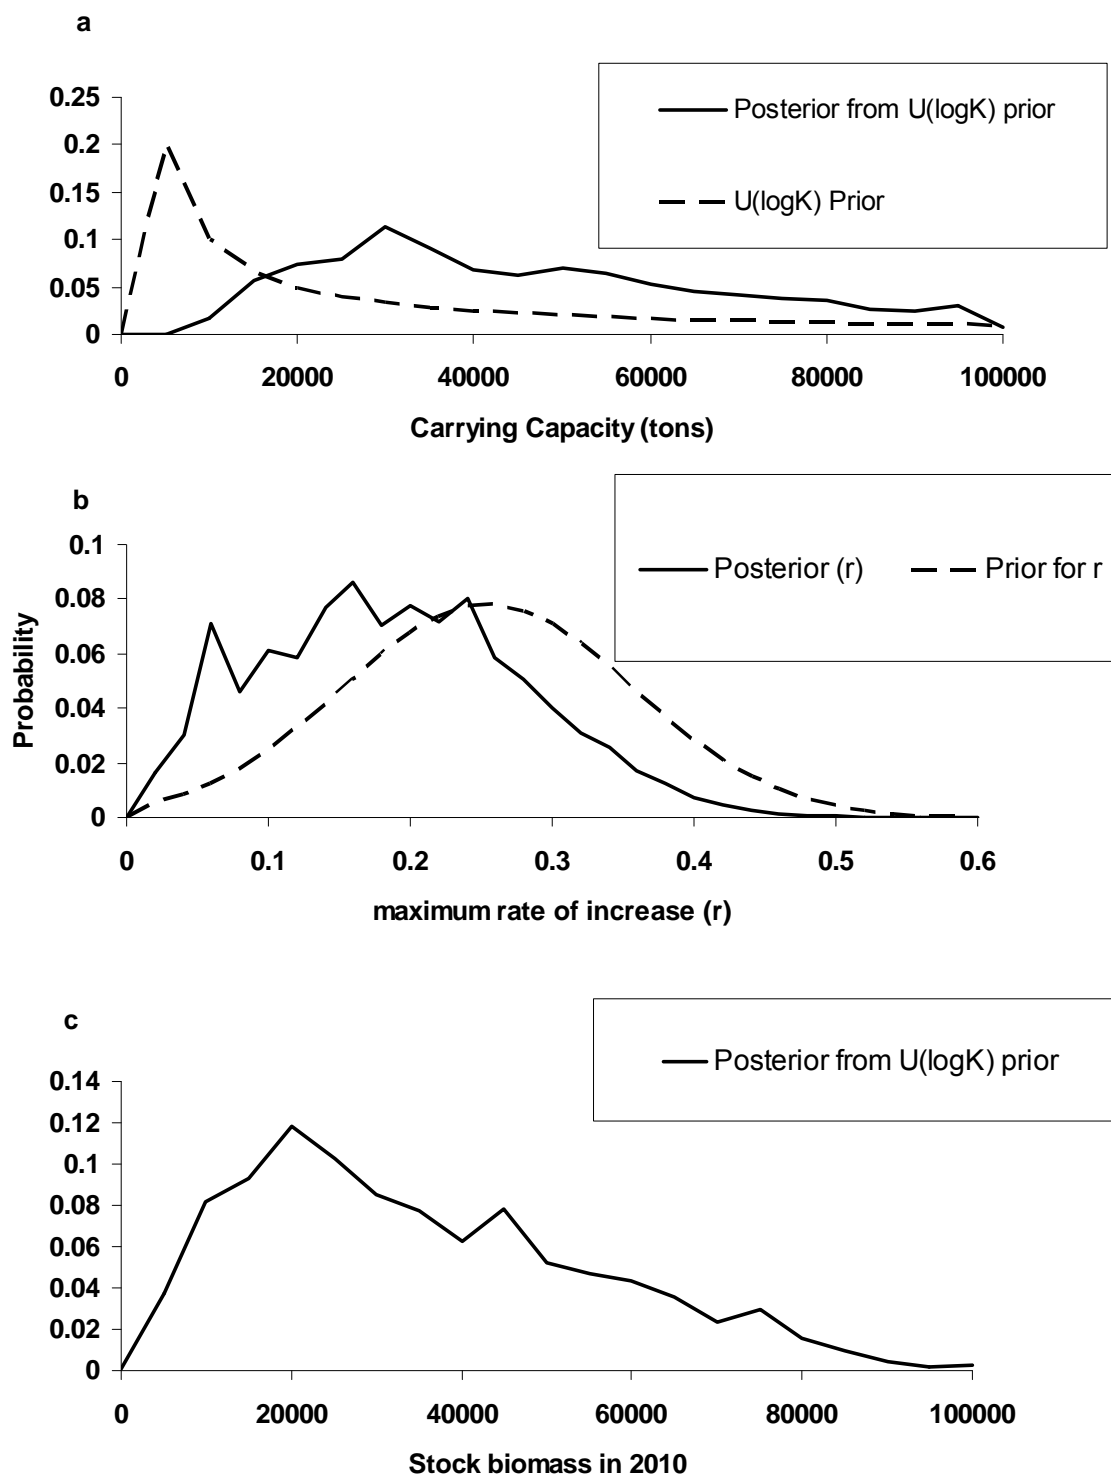 a
0.25
0.2
0.15
0.1
0.05
0
Posterior from U(logK) prior
U(logK) Prior
0 20000 40000 60000 80000 100000
Carrying Capacity (tons)
b
0.1
0.08
0.06
0.04
0.02
0
Probability
Posterior (r) Prior for r
0 0.1 0.2 0.3 0.4 0.5 0.6
maximum rate of increase (r)
c
Posterior from U(logK) prior
0.14
0.12
0.1
0.08
0.06
0.04
0.02
0
0 20000 40000 60000 80000 100000
Stock biomass in 2010